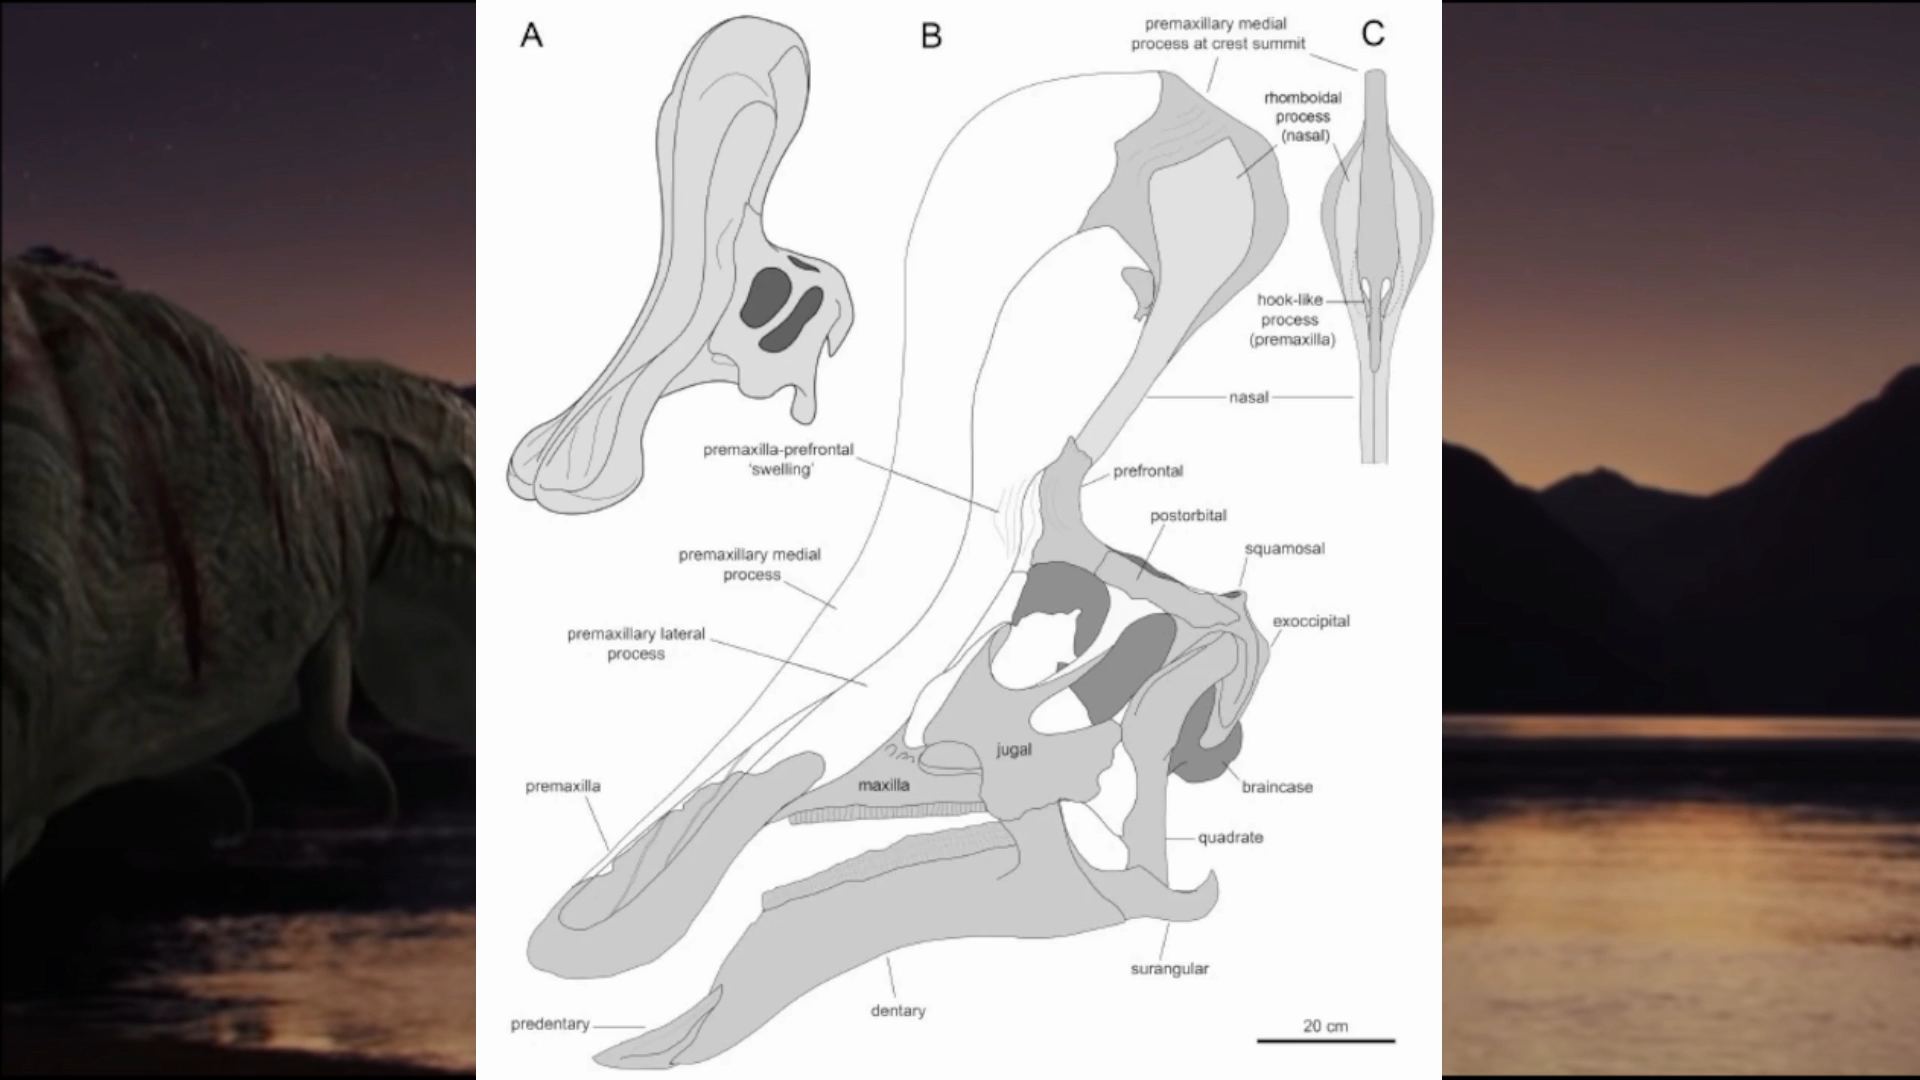 A
B
C
premaxillary medial
process at crest summit
rhomboidal
process
(nasal)
hook-like
process
(premaxilla)
nasal
premaxilla-prefrontal
'swelling'
prefrontal
postorbital
squamosal
premaxillary medial
process
exoccipital
premaxillary lateral
process
jugal
maxilla
premaxilla
braincase
quadrate
surangular
dentary
predentary
20 cm